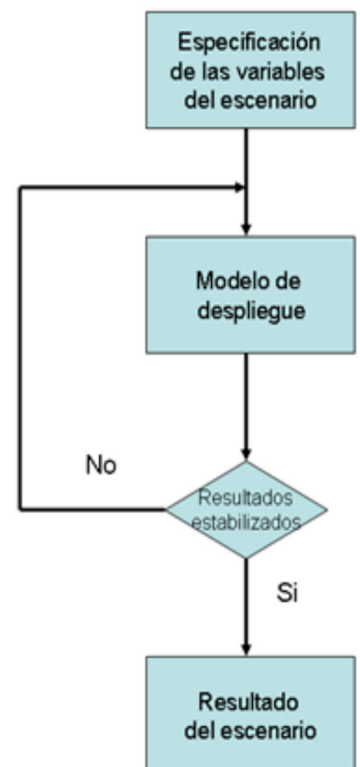 Especificación
de las variables
del escenario
Modelo de
despliegue
No
Resultados
estabilizados
Si
Resultado
del escenario